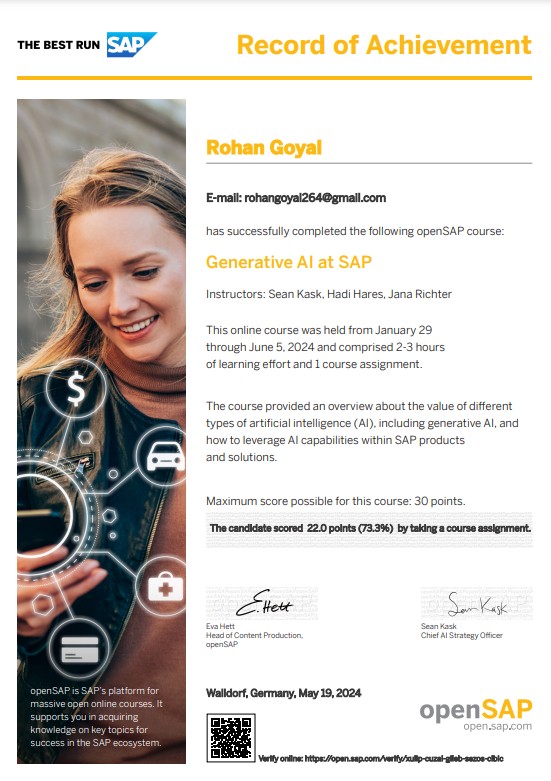 THE BEST RUN SAP
Record of Achievement
Rohan Goyal
E-mail: rohangoyal264@gmail.com
has successfully completed the following openSAP course:
Generative AI at SAP
Instructors: Sean Kask, Hadi Hares, Jana Richter
This online course was held from January 29
through June 5, 2024 and comprised 2-3 hours
of learning effort and 1 course assignment.
The course provided an overview about the value of different
types of artificial intelligence (AI), including generative AI, and
how to leverage AI capabilities within SAP products
and solutions.
Maximum score possible for this course: 30 points.
The candidate scored 22.0 points (73.3%) by taking a course assignment.
E. Hett
Sean Kask
Eva Hett
Head of Content Production,
openSAP
Sean Kask
Chief AI Strategy Officer
openSAP is SAP's platform for
massive open online courses. It
supports you in acquiring
knowledge on key topics for
success in the SAP ecosystem.
Walldorf, Germany, May 19, 2024
openSAP
open.sap.com
Verify online: https://open.sap.com/verify/